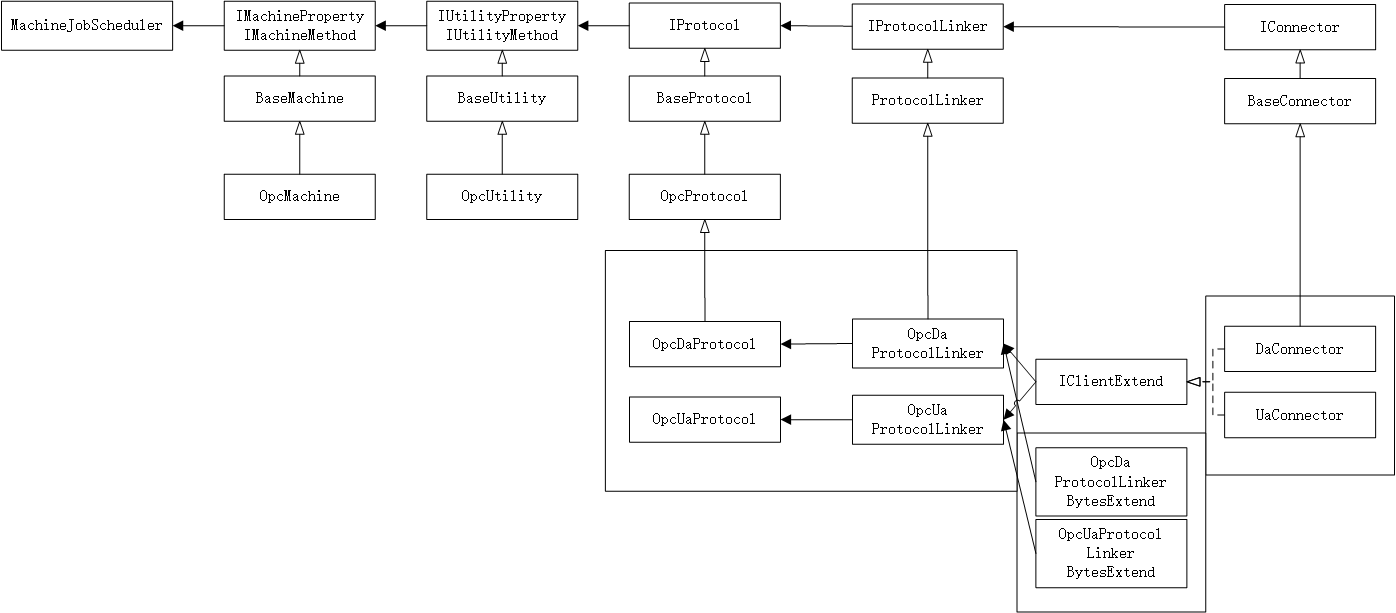 MachineJobScheduler
IMachineProperty
IMachineMethod
IUtilityProperty
IUtilityMethod
IProtocol
IProtocolLinker
IConnector
BaseMachine
BaseUtility
BaseProtocol
ProtocolLinker
BaseConnector
OpcMachine
OpcUtility
OpcProtocol
OpcDaProtocol
OpcDa
ProtocolLinker
DaConnector
IClientExtend
OpcUaProtocol
OpcUa
ProtocolLinker
UaConnector
OpcDa
ProtocolLinker
BytesExtend
OpcUaProtocol
Linker
BytesExtend